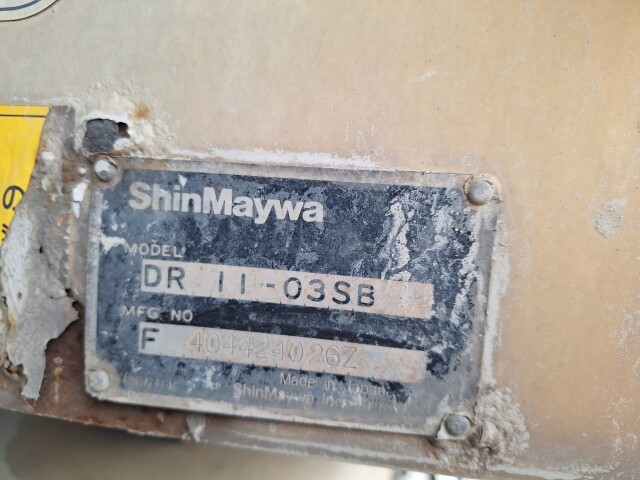 ShinMaywa
MODEL
DR 11-03SB
MFG NO
F 404424026Z
Made in Japan
ShinMaywa